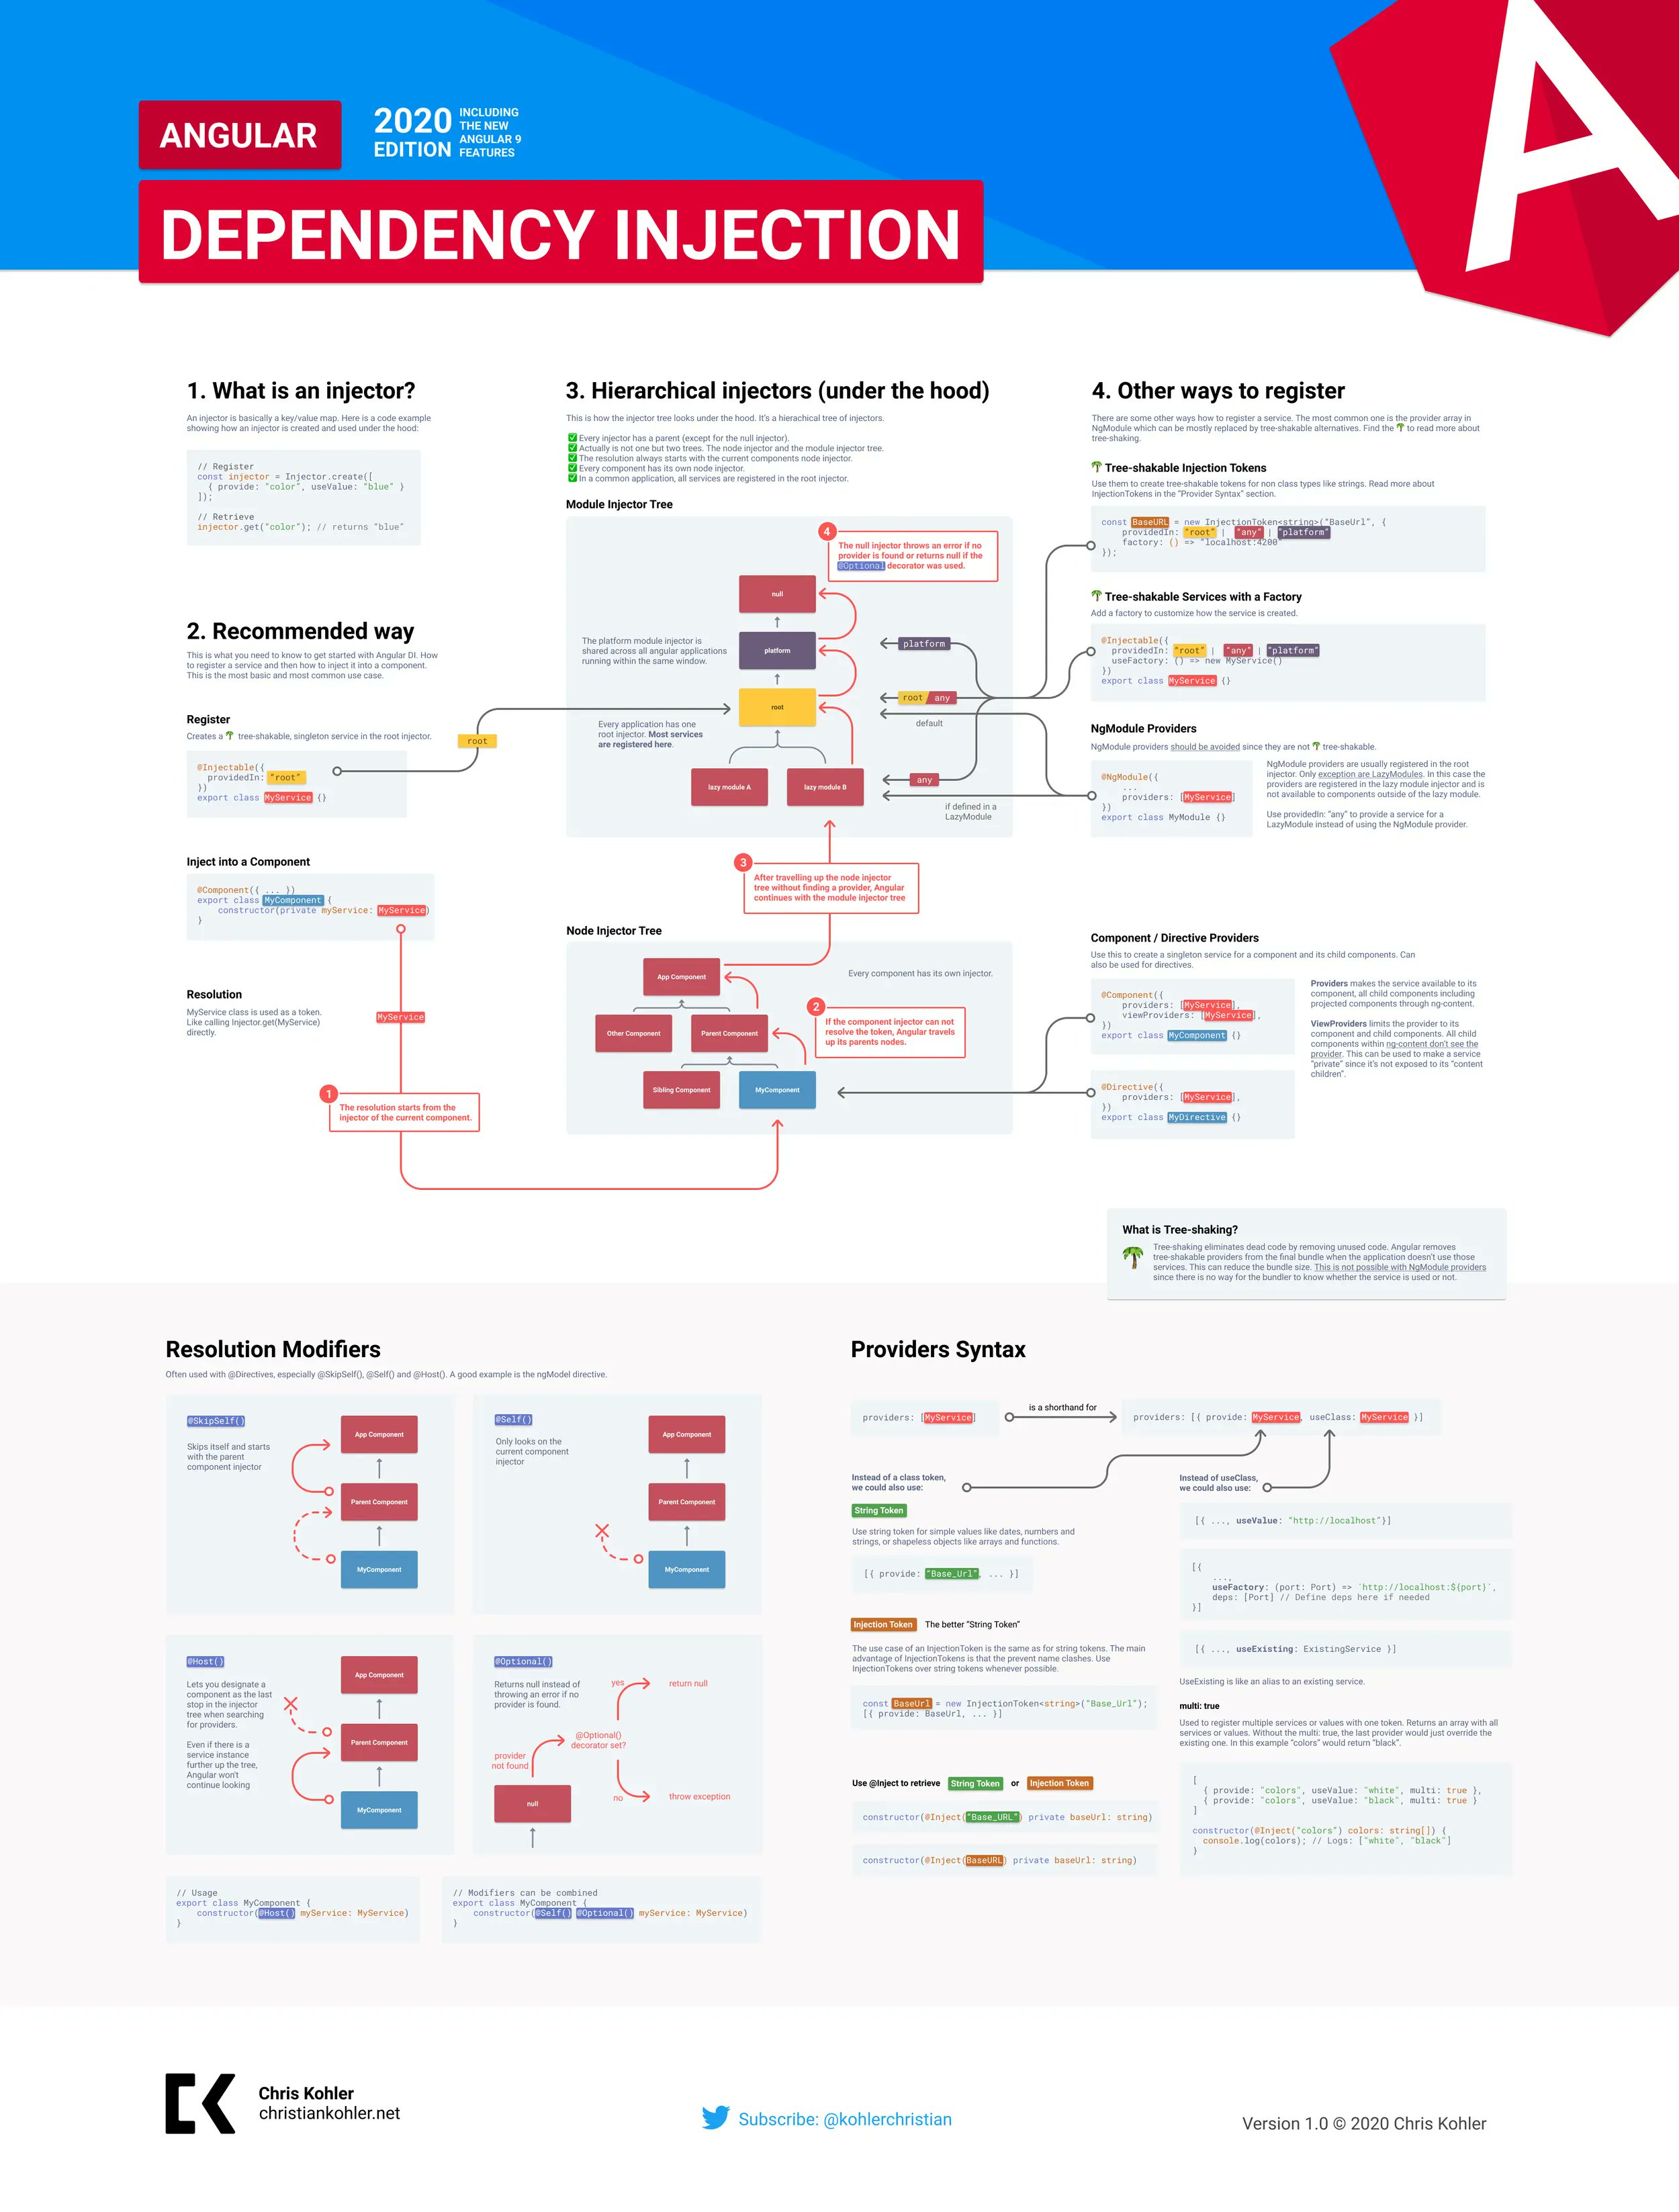 ANGULAR
2020
EDITION
INCLUDING
THE NEW
ANGULAR 9
FEATURES
DEPENDENCY INJECTION
1. What is an injector?
An injector is basically a key/value map. Here is a code example
showing how an injector is created and used under the hood:
// Register
const injector = Injector.create([
{ provide: "color", useValue: "blue" }
]);
// Retrieve
injector.get("color"); // returns "blue"
2. Recommended way
This is what you need to know to get started with Angular DI. How
to register a service and then how to inject it into a component.
This is the most basic and most common use case.
Register
Creates a 🌴 tree-shakable, singleton service in the root injector.
@Injectable({
providedIn: "root"
})
export class MyService {}
root
Inject into a Component
@Component({ ... })
export class MyComponent {
constructor(private myService: MyService)
}
Resolution
MyService class is used as a token.
Like calling Injector.get(MyService)
directly.
MyService
1
The resolution starts from the
injector of the current component.
3. Hierarchical injectors (under the hood)
This is how the injector tree looks under the hood. It's a hierachical tree of injectors.
✅ Every injector has a parent (except for the null injector).
✅ Actually is not one but two trees. The node injector and the module injector tree.
✅ The resolution always starts with the current components node injector.
✅ Every component has its own node injector.
✅ In a common application, all services are registered in the root injector.
Module Injector Tree
4
The null injector throws an error if no
provider is found or returns null if the
@Optional decorator was used.
null
The platform module injector is
shared across all angular applications
running within the same window.
platform
platform
root
root any
default
Every application has one
root injector. Most services
are registered here.
lazy module A
lazy module B
any
if defined in a
LazyModule
3
After travelling up the node injector
tree without finding a provider, Angular
continues with the module injector tree
Node Injector Tree
App Component
Every component has its own injector.
2
If the component injector can not
resolve the token, Angular travels
up its parents nodes.
Other Component
Parent Component
Sibling Component
MyComponent
4. Other ways to register
There are some other ways how to register a service. The most common one is the provider array in
NgModule which can be mostly replaced by tree-shakable alternatives. Find the 🌴 to read more about
tree-shaking.
🌴 Tree-shakable Injection Tokens
Use them to create tree-shakable tokens for non class types like strings. Read more about
InjectionTokens in the "Provider Syntax" section.
const BaseURL = new InjectionToken<string>("BaseUrl", {
providedIn: "root" | "any" | "platform"
factory: () => "localhost:4200"
});
🌴 Tree-shakable Services with a Factory
Add a factory to customize how the service is created.
@Injectable({
providedIn: "root" | "any" | "platform"
useFactory: () => new MyService()
})
export class MyService {}
NgModule Providers
NgModule providers should be avoided since they are not 🌴 tree-shakable.
@NgModule({
...
providers: [MyService]
})
export class MyModule {}
NgModule providers are usually registered in the root
injector. Only exception are LazyModules. In this case the
providers are registered in the lazy module injector and is
not available to components outside of the lazy module.
Use providedIn: "any" to provide a service for a
LazyModule instead of using the NgModule provider.
Component / Directive Providers
Use this to create a singleton service for a component and its child components. Can
also be used for directives.
@Component({
providers: [MyService],
viewProviders: [MyService],
})
export class MyComponent {}
@Directive({
providers: [MyService],
})
export class MyDirective {}
Providers makes the service available to its
component, all child components including
projected components through ng-content.
ViewProviders limits the provider to its
component and child components. All child
components within ng-content don't see the
provider. This can be used to make a service
"private" since it's not exposed to its "content
children".
What is Tree-shaking?
Tree-shaking eliminates dead code by removing unused code. Angular removes
tree-shakable providers from the final bundle when the application doesn't use those
services. This can reduce the bundle size. This is not possible with NgModule providers
since there is no way for the bundler to know whether the service is used or not.
Resolution Modifiers
Often used with @Directives, especially @SkipSelf(), @Self() and @Host(). A good example is the ngModel directive.
@SkipSelf()
Skips itself and starts
with the parent
component injector
App Component
Parent Component
MyComponent
@Self()
Only looks on the
current component
injector
App Component
Parent Component
MyComponent
@Host()
Lets you designate a
component as the last
stop in the injector
tree when searching
for providers.
Even if there is a
service instance
further up the tree,
Angular won't
continue looking
App Component
Parent Component
MyComponent
@Optional()
Returns null instead of
throwing an error if no
provider is found.
yes
return null
@Optional()
decorator set?
provider
not found
no
throw exception
null
// Usage
export class MyComponent {
constructor(@Host() myService: MyService)
}
// Modifiers can be combined
export class MyComponent {
constructor(@Self() @Optional() myService: MyService)
}
Providers Syntax
providers: [MyService]
is a shorthand for
providers: [{ provide: MyService, useClass: MyService }]
Instead of a class token,
we could also use:
String Token
Use string token for simple values like dates, numbers and
strings, or shapeless objects like arrays and functions.
[{ provide: "Base_Url", ... }]
Injection Token The better "String Token"
The use case of an InjectionToken is the same as for string tokens. The main
advantage of InjectionTokens is that the prevent name clashes. Use
InjectionTokens over string tokens whenever possible.
const BaseUrl = new InjectionToken<string>("Base_Url");
[{ provide: BaseUrl, ... }]
Use @Inject to retrieve String Token or Injection Token
constructor(@Inject("Base_URL") private baseUrl: string)
constructor(@Inject(BaseURL) private baseUrl: string)
Instead of useClass,
we could also use:
[{ ..., useValue: "http://localhost"}]
[{
...,
useFactory: (port: Port) => `http://localhost:${port}`,
deps: [Port] // Define deps here if needed
}]
[{ ..., useExisting: ExistingService }]
UseExisting is like an alias to an existing service.
multi: true
Used to register multiple services or values with one token. Returns an array with all
services or values. Without the multi: true, the last provider would just override the
existing one. In this example "colors" would return "black".
[
{ provide: "colors", useValue: "white", multi: true },
{ provide: "colors", useValue: "black", multi: true }
]
constructor(@Inject("colors") colors: string[]) {
console.log(colors); // Logs: ["white", "black"]
}
Chris Kohler
christiankohler.net
Subscribe: @kohlerchristian
Version 1.0 © 2020 Chris Kohler